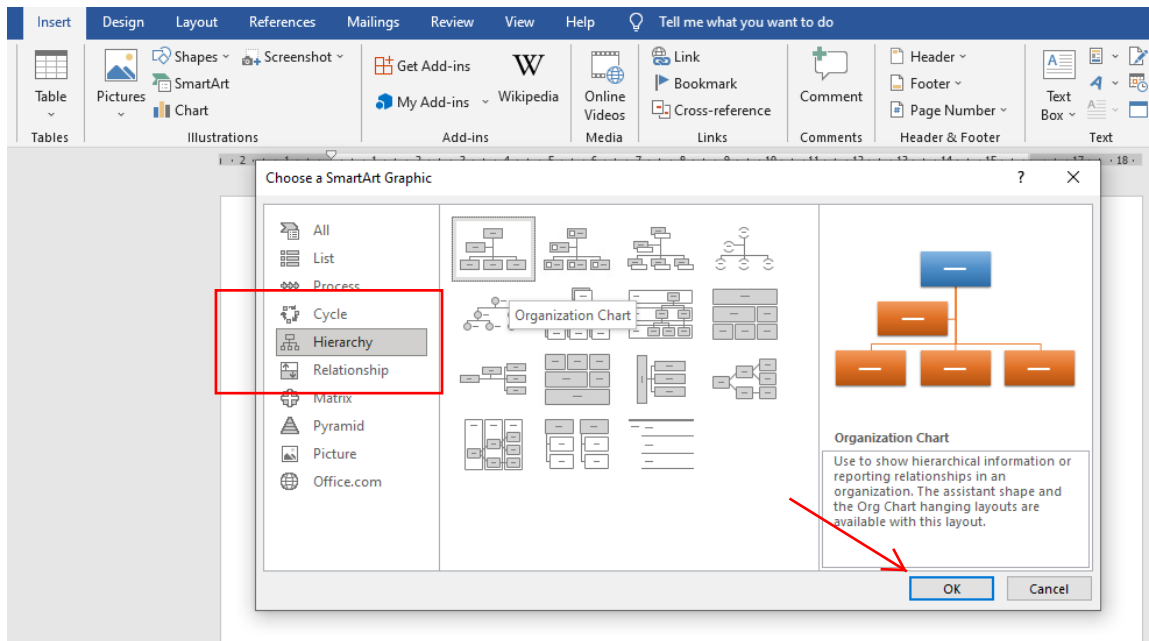 Insert Design Layout References Mailings Review View Help Tell me what you want to do
Table
Tables
Pictures
Shapes
SmartArt
Chart
Screenshot
Illustrations
Get Add-ins
My Add-ins
W
Wikipedia
Add-ins
Online
Videos
Media
Link
Bookmark
Cross-reference
Links
Comment
Comments
Header
Footer
Page Number
Header & Footer
Text
Box
Text
2 18
Choose a SmartArt Graphic ? X
All
List
Process
Cycle
Hierarchy
Relationship
Matrix
Pyramid
Picture
Office.com
Organization Chart
Organization Chart
Use to show hierarchical information or
reporting relationships in an
organization. The assistant shape and
the Org Chart hanging layouts are
available with this layout.
OK Cancel